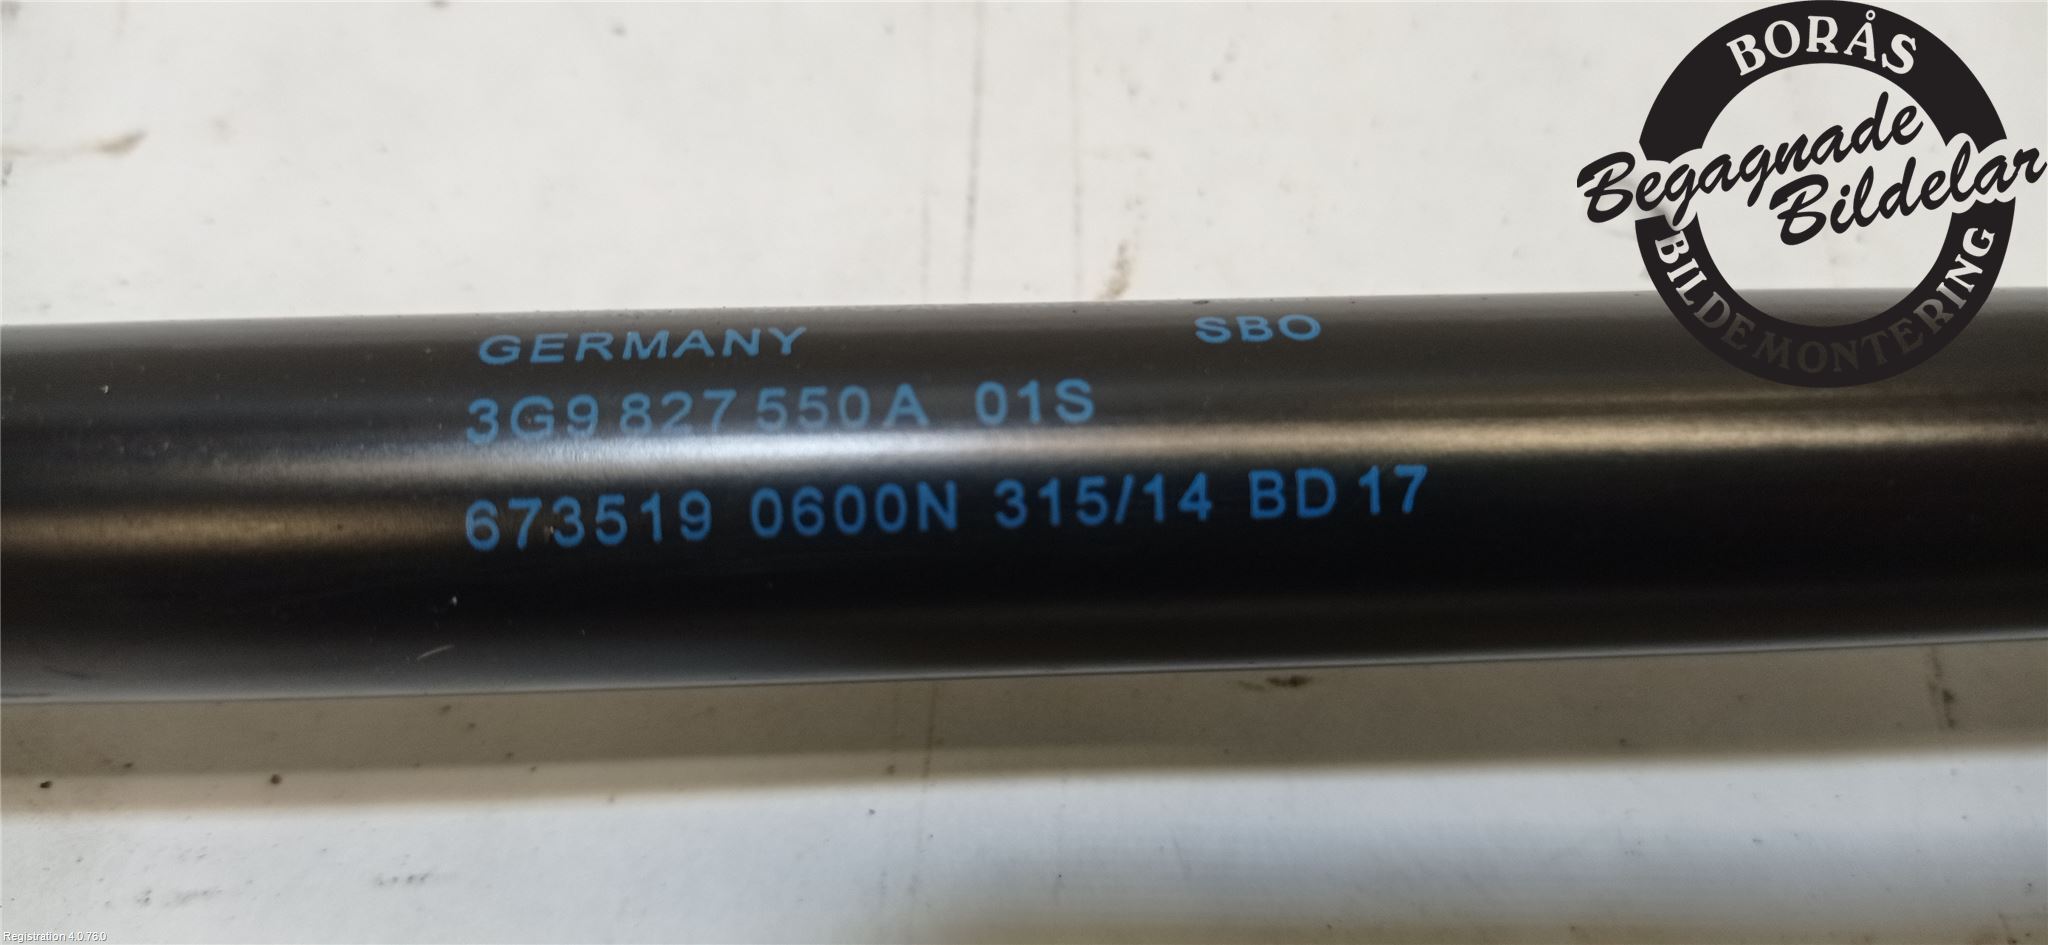 BORÅS
Begagnade
Bildelar
BILDEMONTERING
GERMANY SBO
3G9 827 550A 01S
673519 0600N 315/14 BD 17
Registration 4.0.76.0